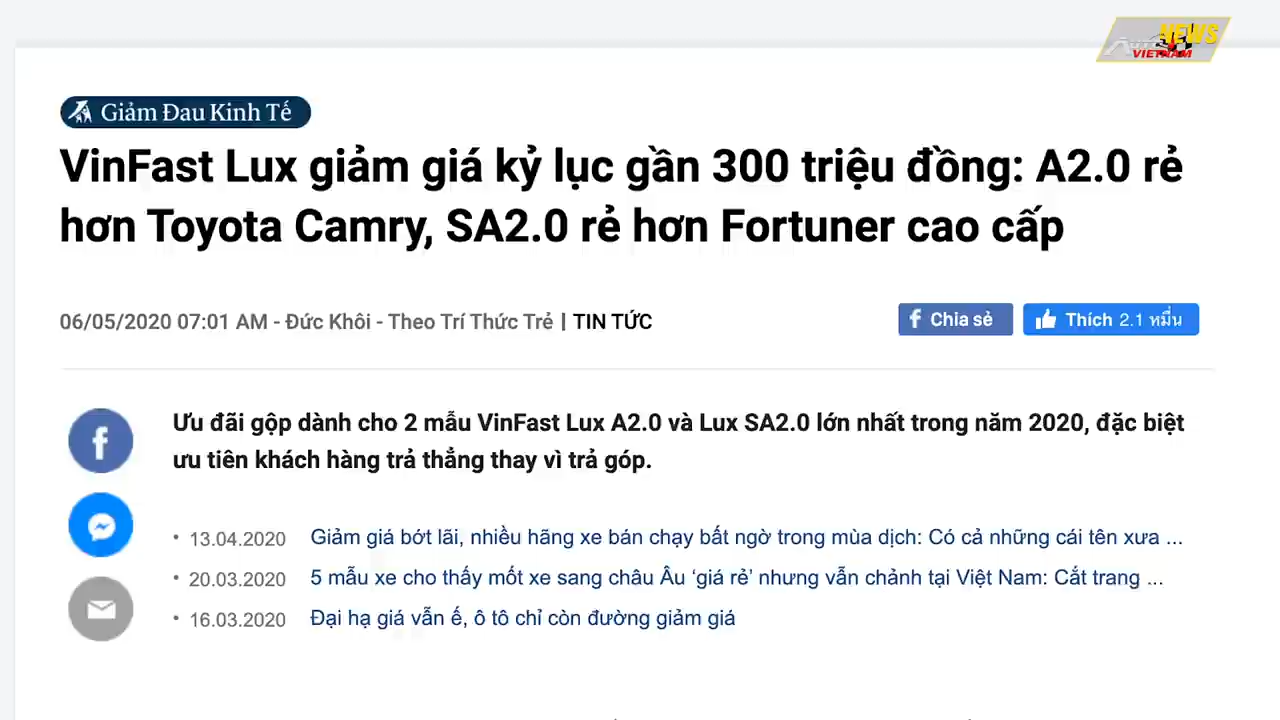 NEWS
VIETNAM
Giảm Đau Kinh Tế
VinFast Lux giảm giá kỷ lục gần 300 triệu đồng: A2.0 rẻ
hơn Toyota Camry, SA2.0 rẻ hơn Fortuner cao cấp
06/05/2020 07:01 AM - Đức Khôi - Theo Trí Thức Trẻ | TIN TỨC
Chia sẻ
Thích 2.1 หมื่น
Ưu đãi gộp dành cho 2 mẫu VinFast Lux A2.0 và Lux SA2.0 lớn nhất trong năm 2020, đặc biệt
ưu tiên khách hàng trả thẳng thay vì trả góp.
• 13.04.2020 Giảm giá bớt lãi, nhiều hãng xe bán chạy bất ngờ trong mùa dịch: Có cả những cái tên xưa ...
• 20.03.2020 5 mẫu xe cho thấy mốt xe sang châu Âu ‘giá rẻ’ nhưng vẫn chảnh tại Việt Nam: Cắt trang ...
• 16.03.2020 Đại hạ giá vẫn ế, ô tô chỉ còn đường giảm giá